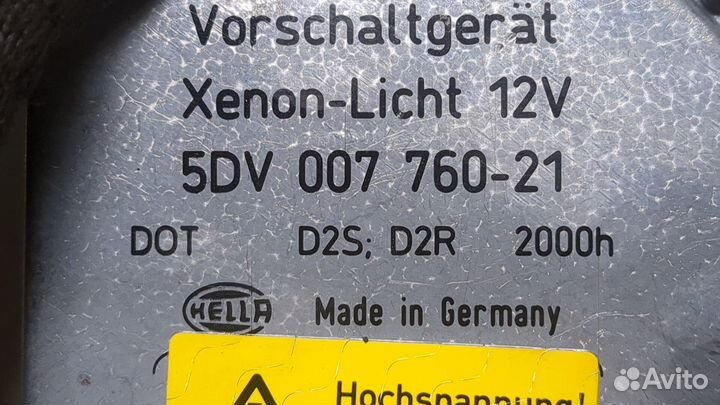 Vorschaltgerät
Xenon-Licht 12V
5DV 007 760-21
DOT D2S; D2R 2000h
HELLA Made in Germany
Hochspannung!
Avito